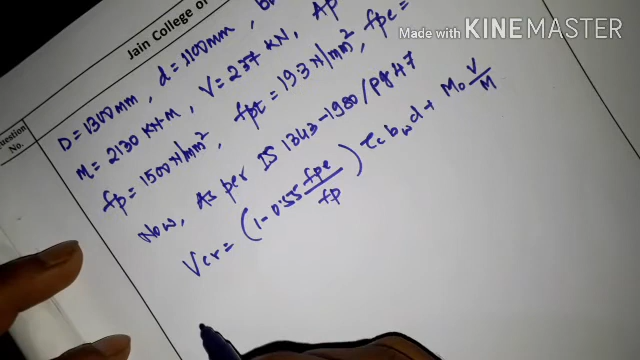 Made with KINEMASTER
Jain College of
Question
No.
D = 1300mm, d = 1100mm,
M = 2130 KN-M, V = 237 KN, AP
fp = 1500 N/mm², fpt = 19.3 N/mm², fpe =
Now, As per IS 1343-1980/Pg 47
Vcr = (1-0.55 fpe/fp) τc bw d + Mo V/M